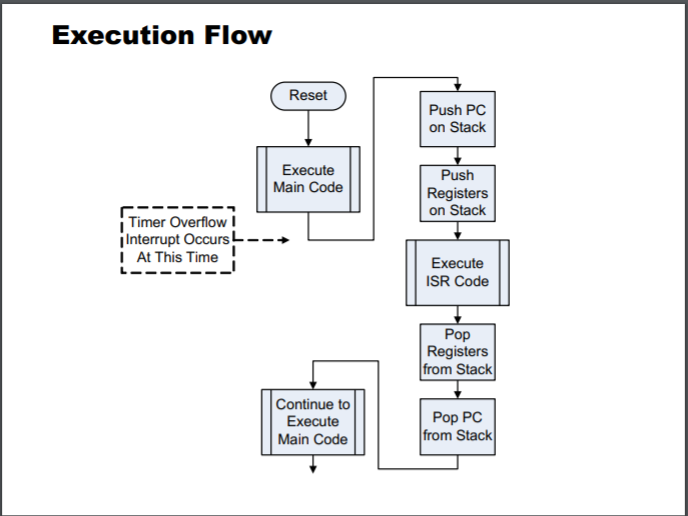 Execution Flow
Reset
Execute
Main Code
Timer Overflow
Interrupt Occurs
At This Time
Push PC
on Stack
Push
Registers
on Stack
Execute
ISR Code
Pop
Registers
from Stack
Pop PC
from Stack
Continue to
Execute
Main Code